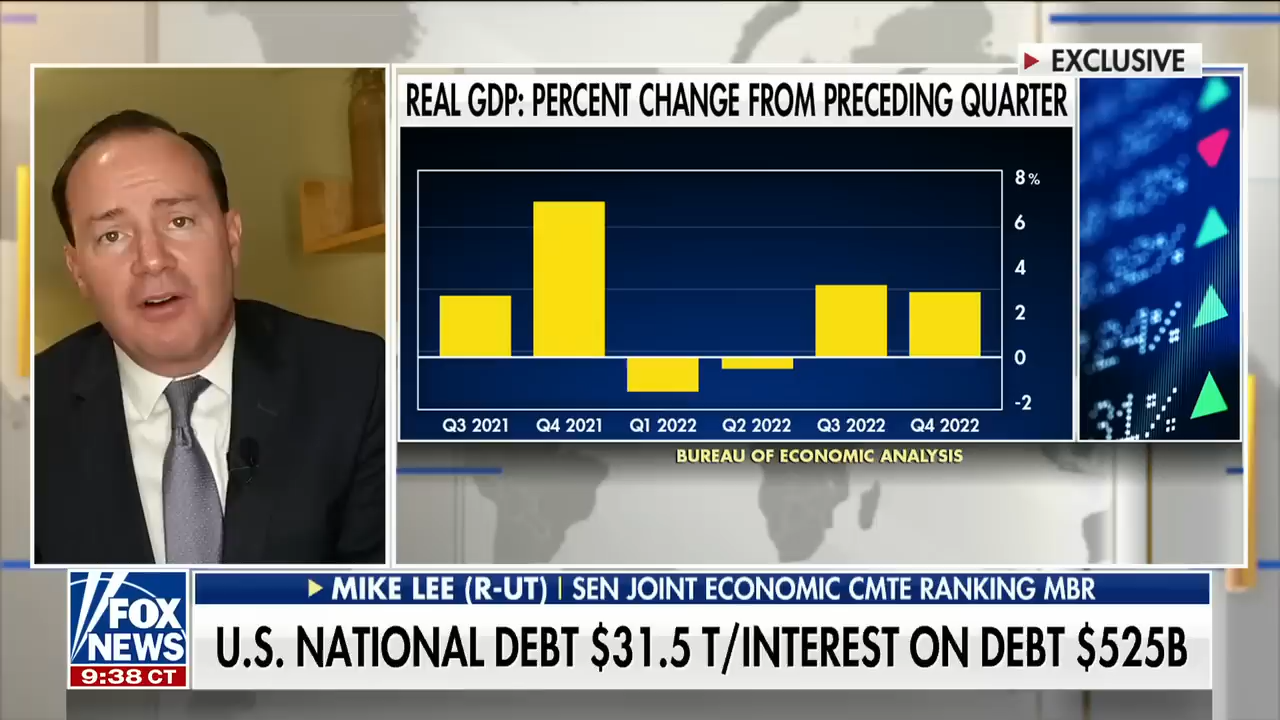 EXCLUSIVE
REAL GDP: PERCENT CHANGE FROM PRECEDING QUARTER
8%
6
4
2
0
-2
Q3 2021 Q4 2021 Q1 2022 Q2 2022 Q3 2022 Q4 2022
BUREAU OF ECONOMIC ANALYSIS
MIKE LEE (R-UT) | SEN JOINT ECONOMIC CMTE RANKING MBR
FOX
NEWS
9:38 CT
U.S. NATIONAL DEBT $31.5 T/INTEREST ON DEBT $525B